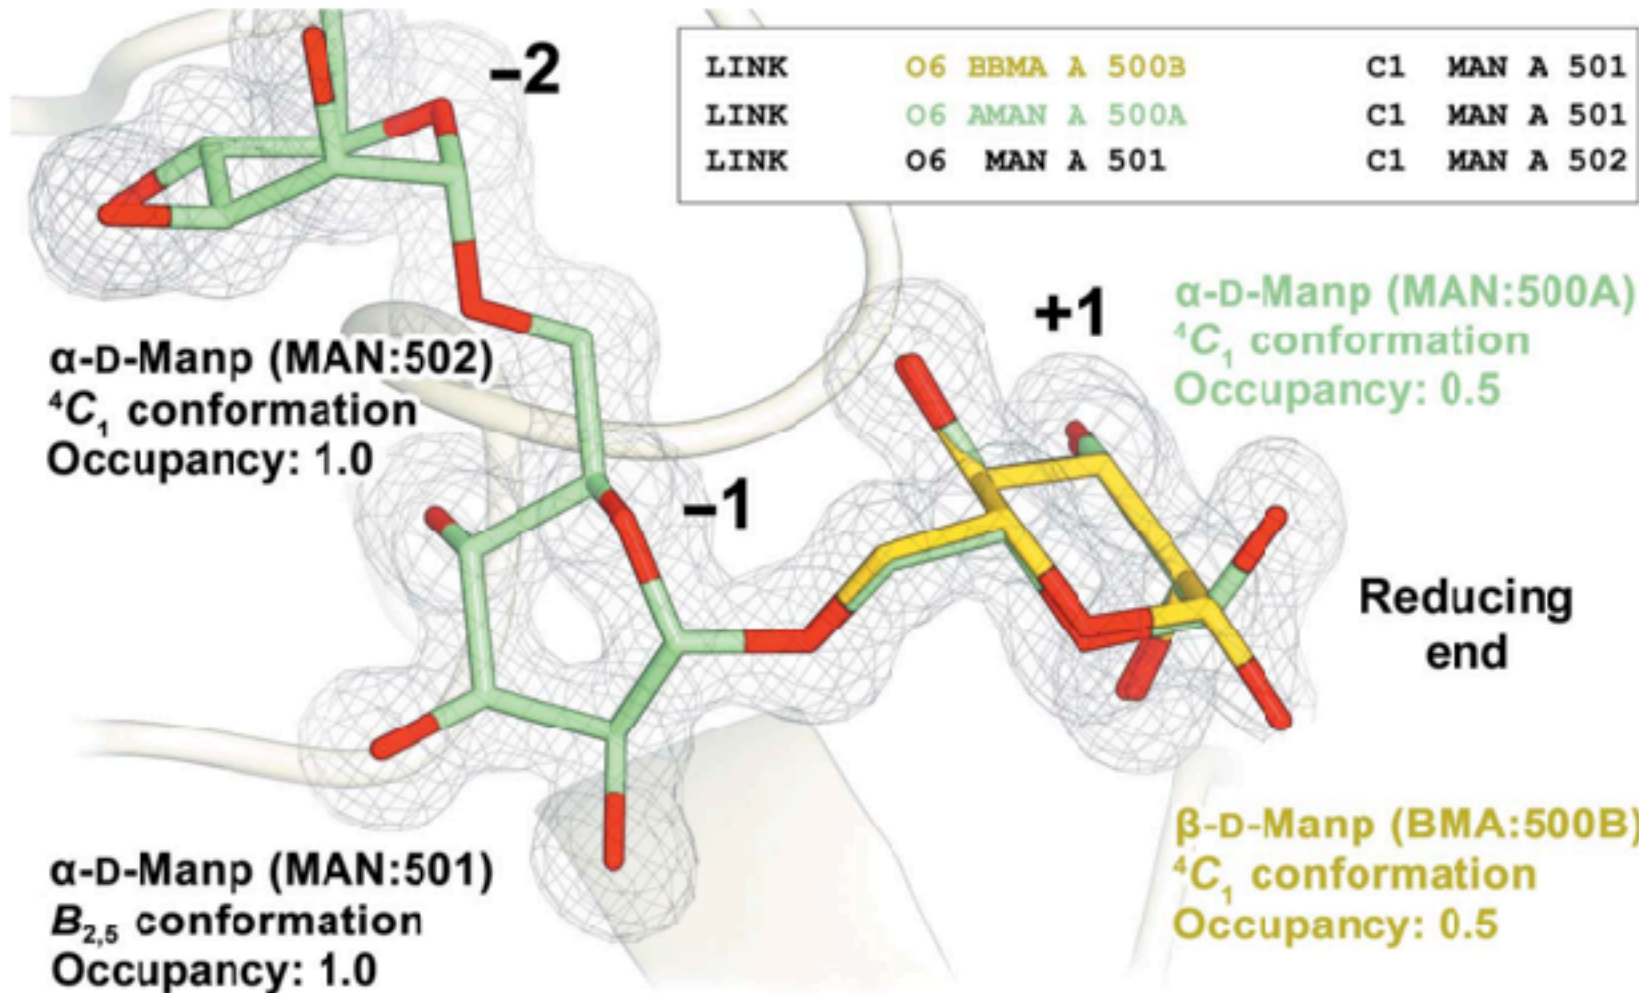 −2
LINK O6 BBMA A 500B C1 MAN A 501
LINK O6 AMAN A 500A C1 MAN A 501
LINK O6 MAN A 501 C1 MAN A 502
+1
α-D-Manp (MAN:500A)
⁴C₁ conformation
Occupancy: 0.5
α-D-Manp (MAN:502)
⁴C₁ conformation
Occupancy: 1.0
−1
Reducing
end
β-D-Manp (BMA:500B)
⁴C₁ conformation
Occupancy: 0.5
α-D-Manp (MAN:501)
B₂,₅ conformation
Occupancy: 1.0